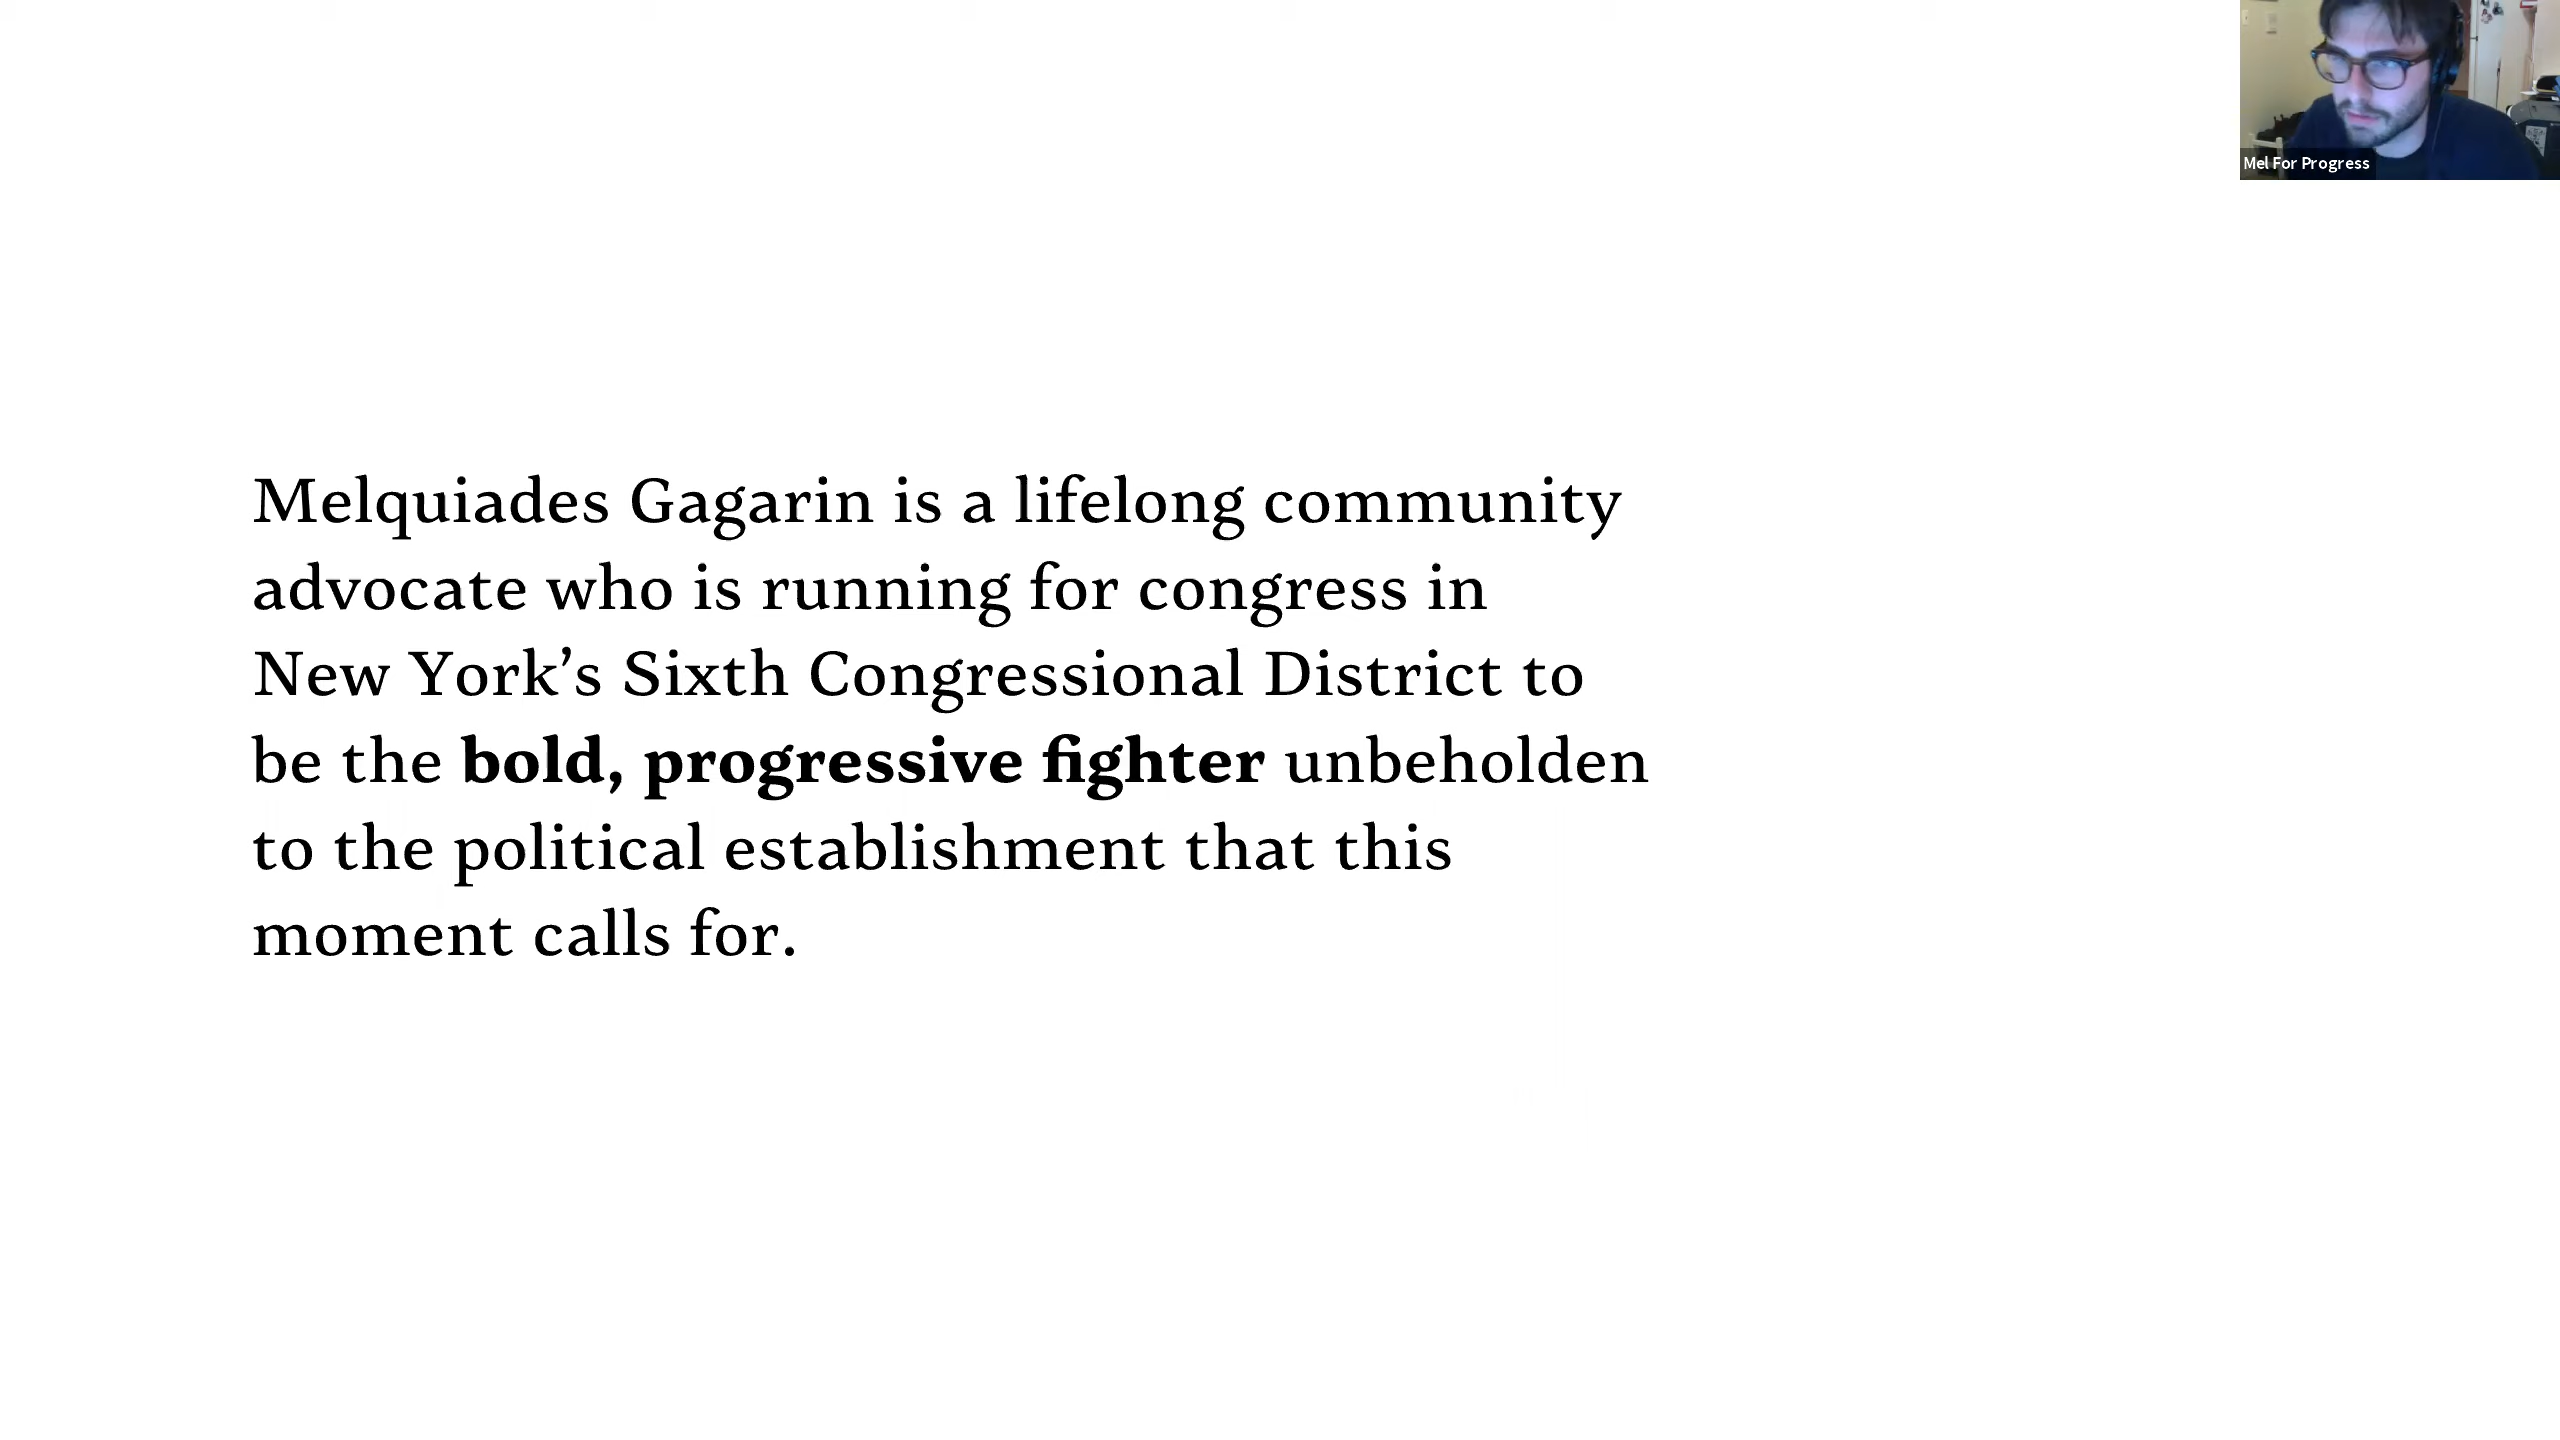 Mel For Progress
Melquiades Gagarin is a lifelong community
advocate who is running for congress in
New York’s Sixth Congressional District to
be the bold, progressive fighter unbeholden
to the political establishment that this
moment calls for.